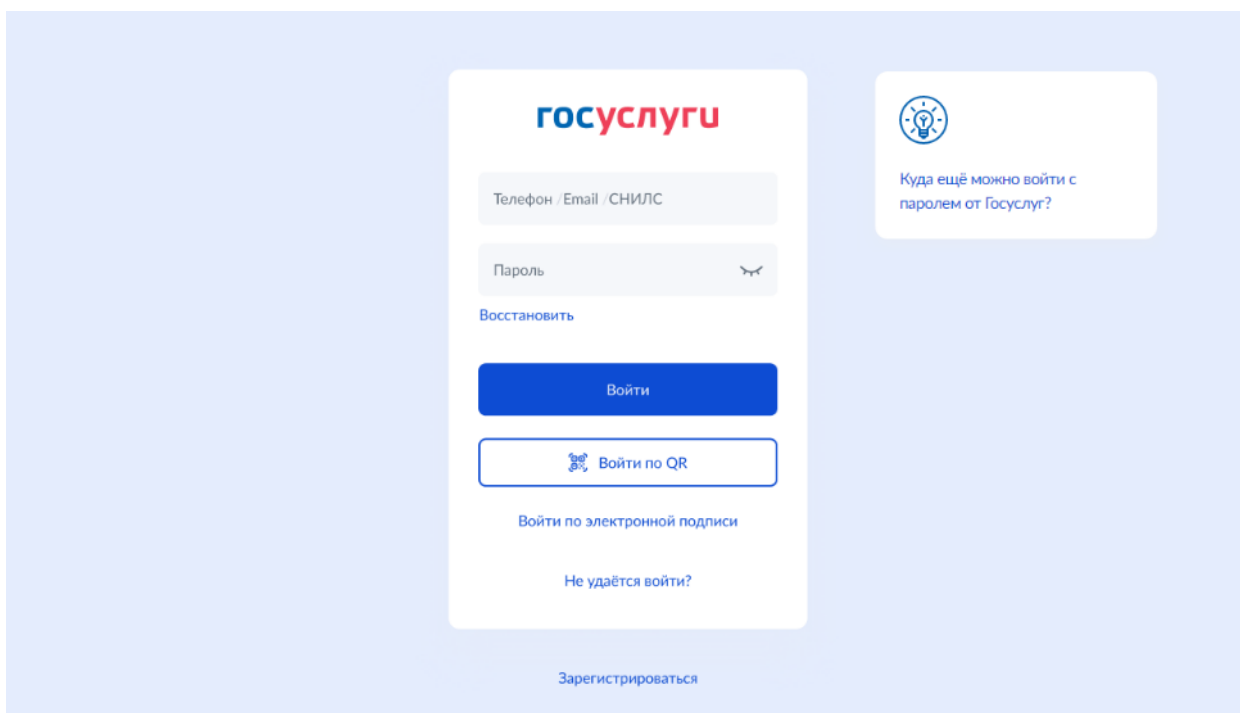 госуслуги
Телефон / Email / СНИЛС
Пароль
Восстановить
Войти
Войти по QR
Войти по электронной подписи
Не удаётся войти?
Зарегистрироваться
Куда ещё можно войти с
паролем от Госуслуг?